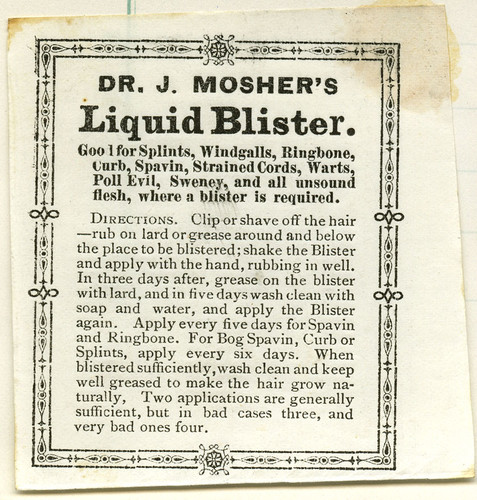 DR. J. MOSHER'S
Liquid Blister.
Goo l for Splints, Windgalls, Ringbone,
Curb, Spavin, Strained Cords, Warts,
Poll Evil, Sweney, and all unsound
flesh, where a blister is required.
DIRECTIONS. Clip or shave off the hair
—rub on lard or grease around and below
the place to be blistered; shake the Blister
and apply with the hand, rubbing in well.
In three days after, grease on the blister
with lard, and in five days wash clean with
soap and water, and apply the Blister
again. Apply every five days for Spavin
and Ringbone. For Bog Spavin, Curb or
Splints, apply every six days. When
blistered sufficiently, wash clean and keep
well greased to make the hair grow na-
turally, Two applications are generally
sufficient, but in bad cases three, and
very bad ones four.